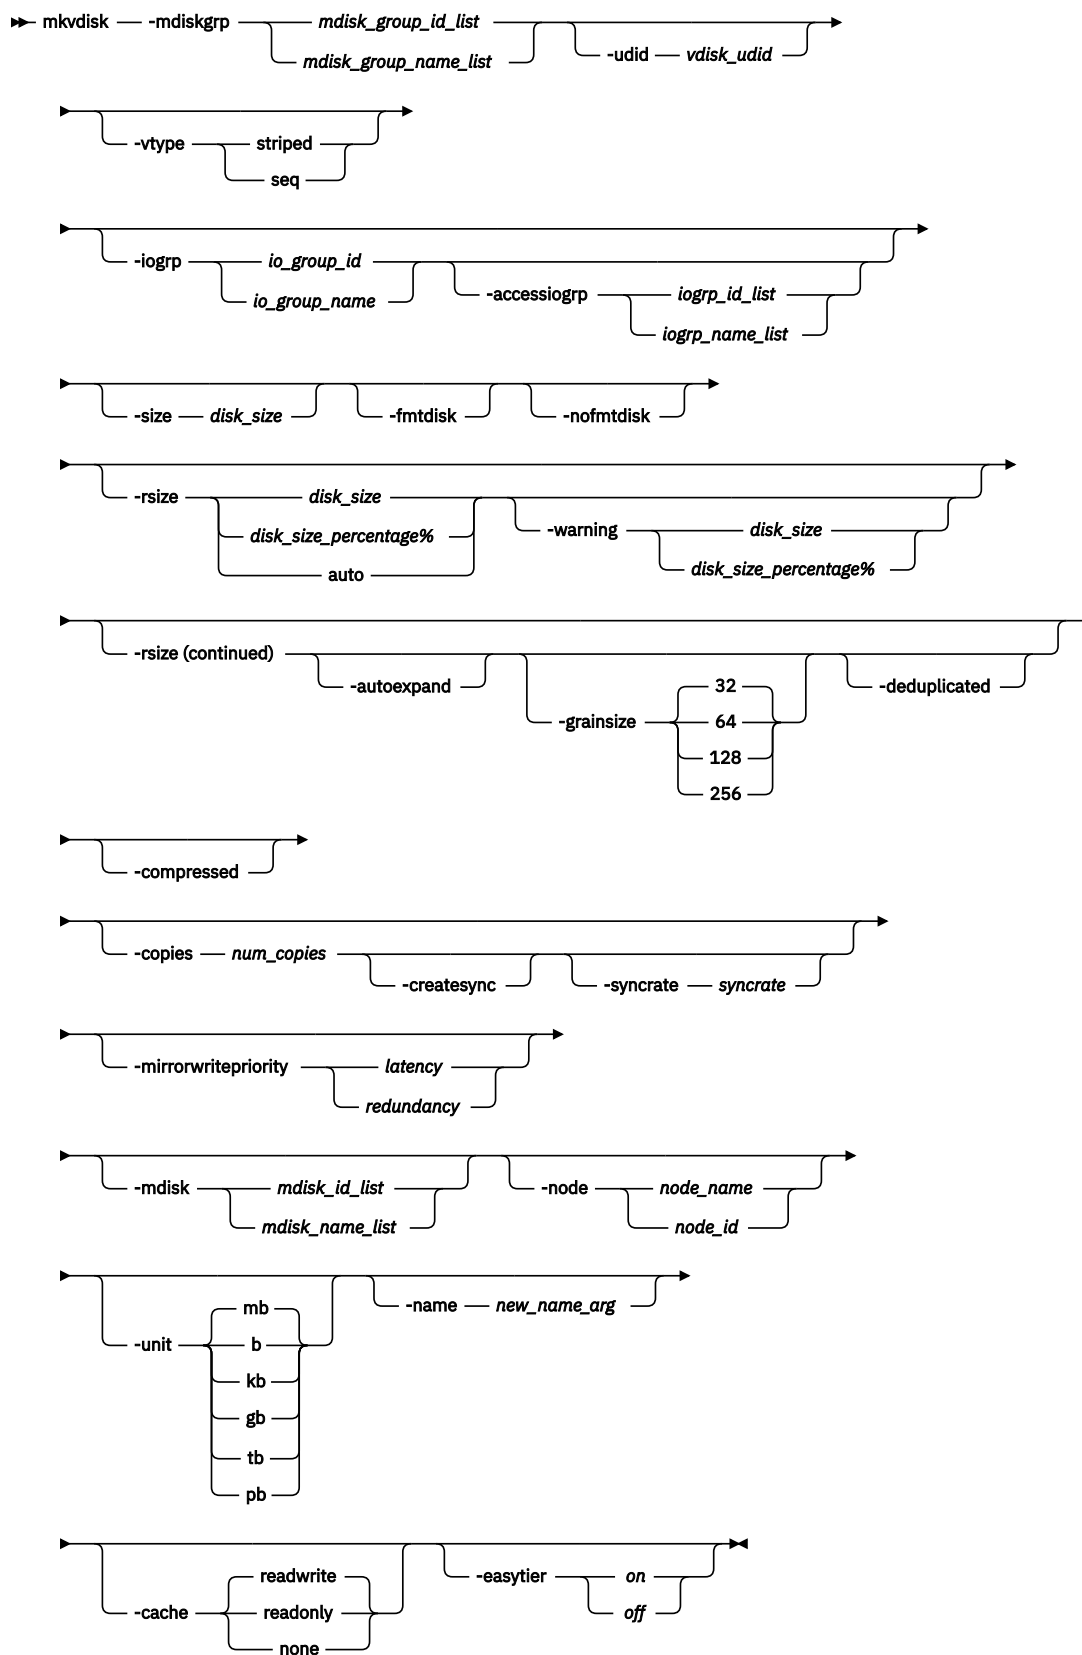 mkvdisk -mdiskgrp mdisk_group_id_list
mdisk_group_name_list -udid vdisk_udid
-vtype striped
seq
-iogrp io_group_id
io_group_name -accessiogrp iogrp_id_list
iogrp_name_list
-size disk_size -fmtdisk -nofmtdisk
-rsize disk_size
disk_size_percentage% -warning disk_size
auto disk_size_percentage%
-rsize (continued)
-autoexpand 32 -deduplicated
-grainsize 64
128
256
-compressed
-copies num_copies
-createsync -syncrate syncrate
-mirrorwritepriority latency
redundancy
-mdisk mdisk_id_list -node node_name
mdisk_name_list node_id
mb -name new_name_arg
-unit b
kb
gb
tb
pb
readwrite -easytier on
-cache readonly off
none